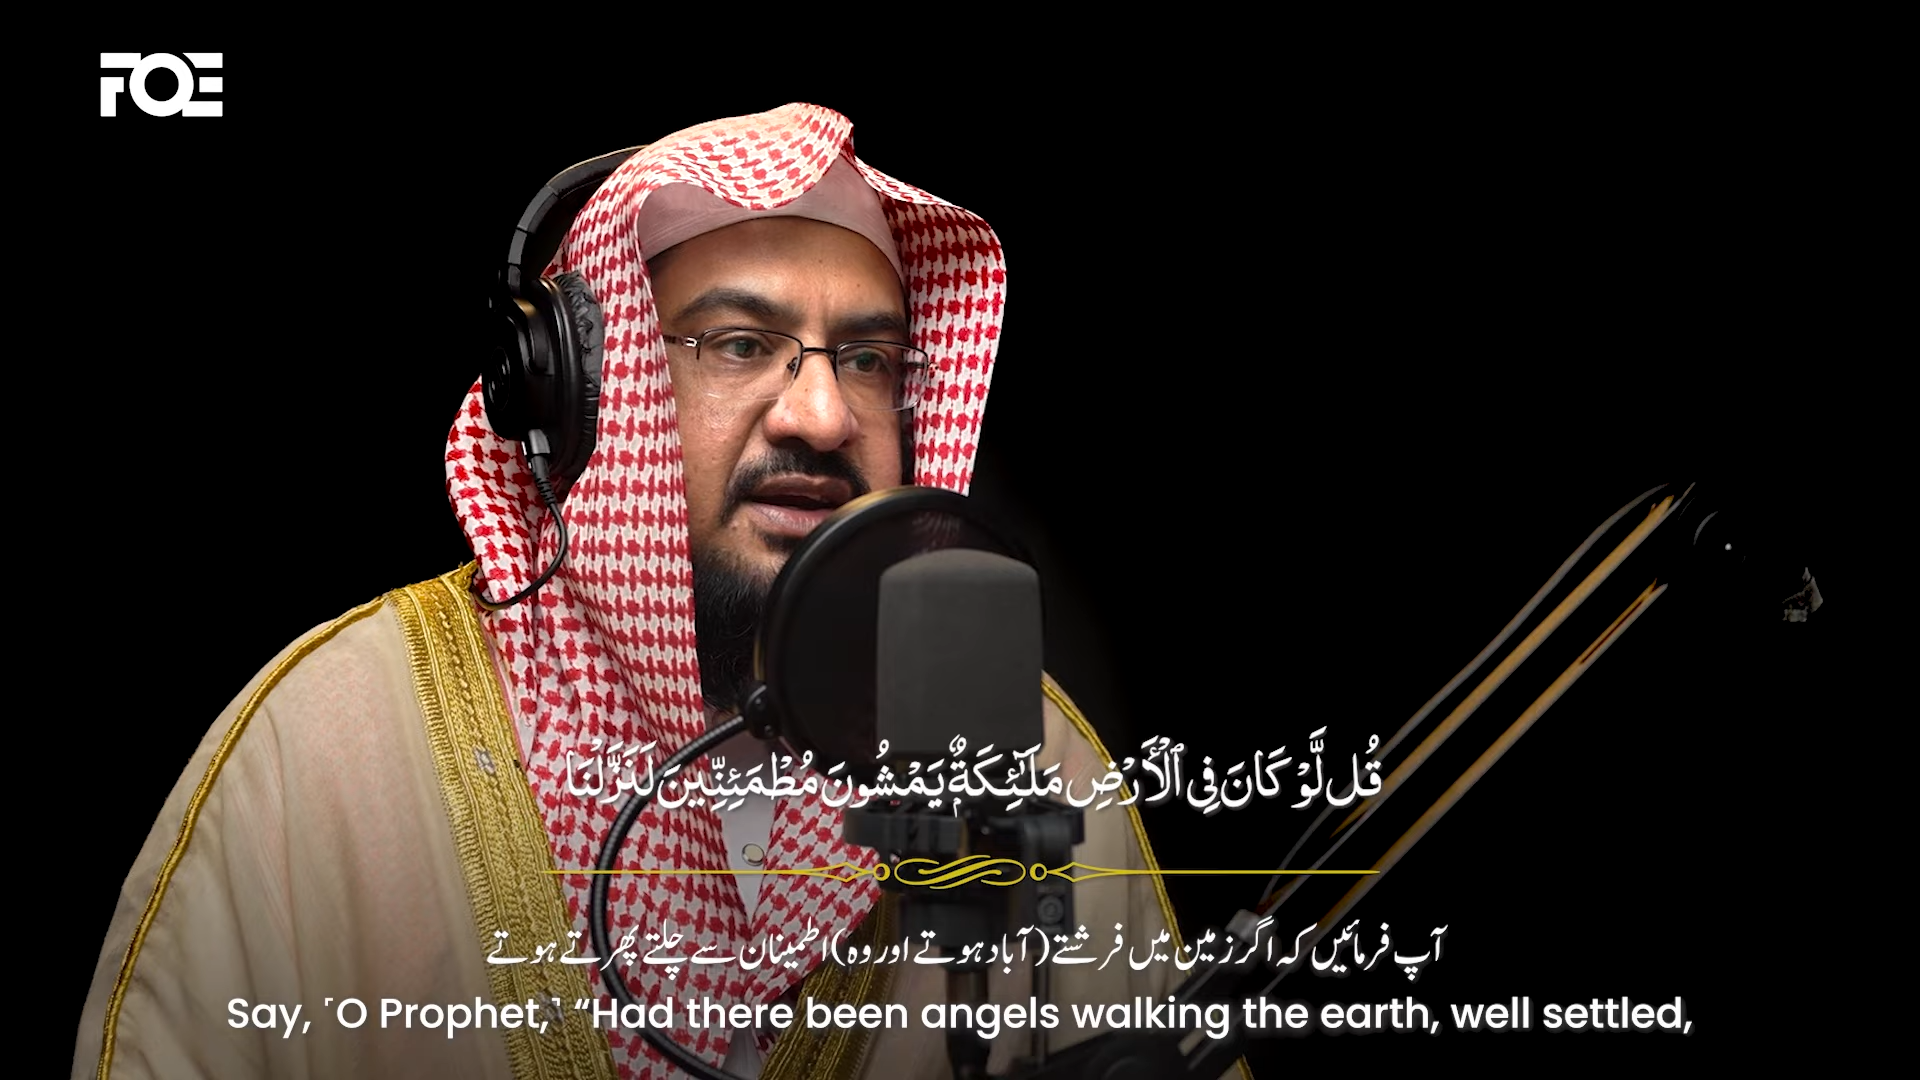 FOE
قُل لَّوْ كَانَ فِى ٱلْأَرْضِ مَلَـٰٓئِكَةٌ يَمْشُونَ مُطْمَئِنِّينَ لَنَزَّلْنَا
آپ فرمائیں کہ اگر زمین میں فرشتے (آباد ہوتے اور وہ) اطمینان سے چلتے پھرتے ہوتے
Say, ˹O Prophet,˺ “Had there been angels walking the earth, well settled,